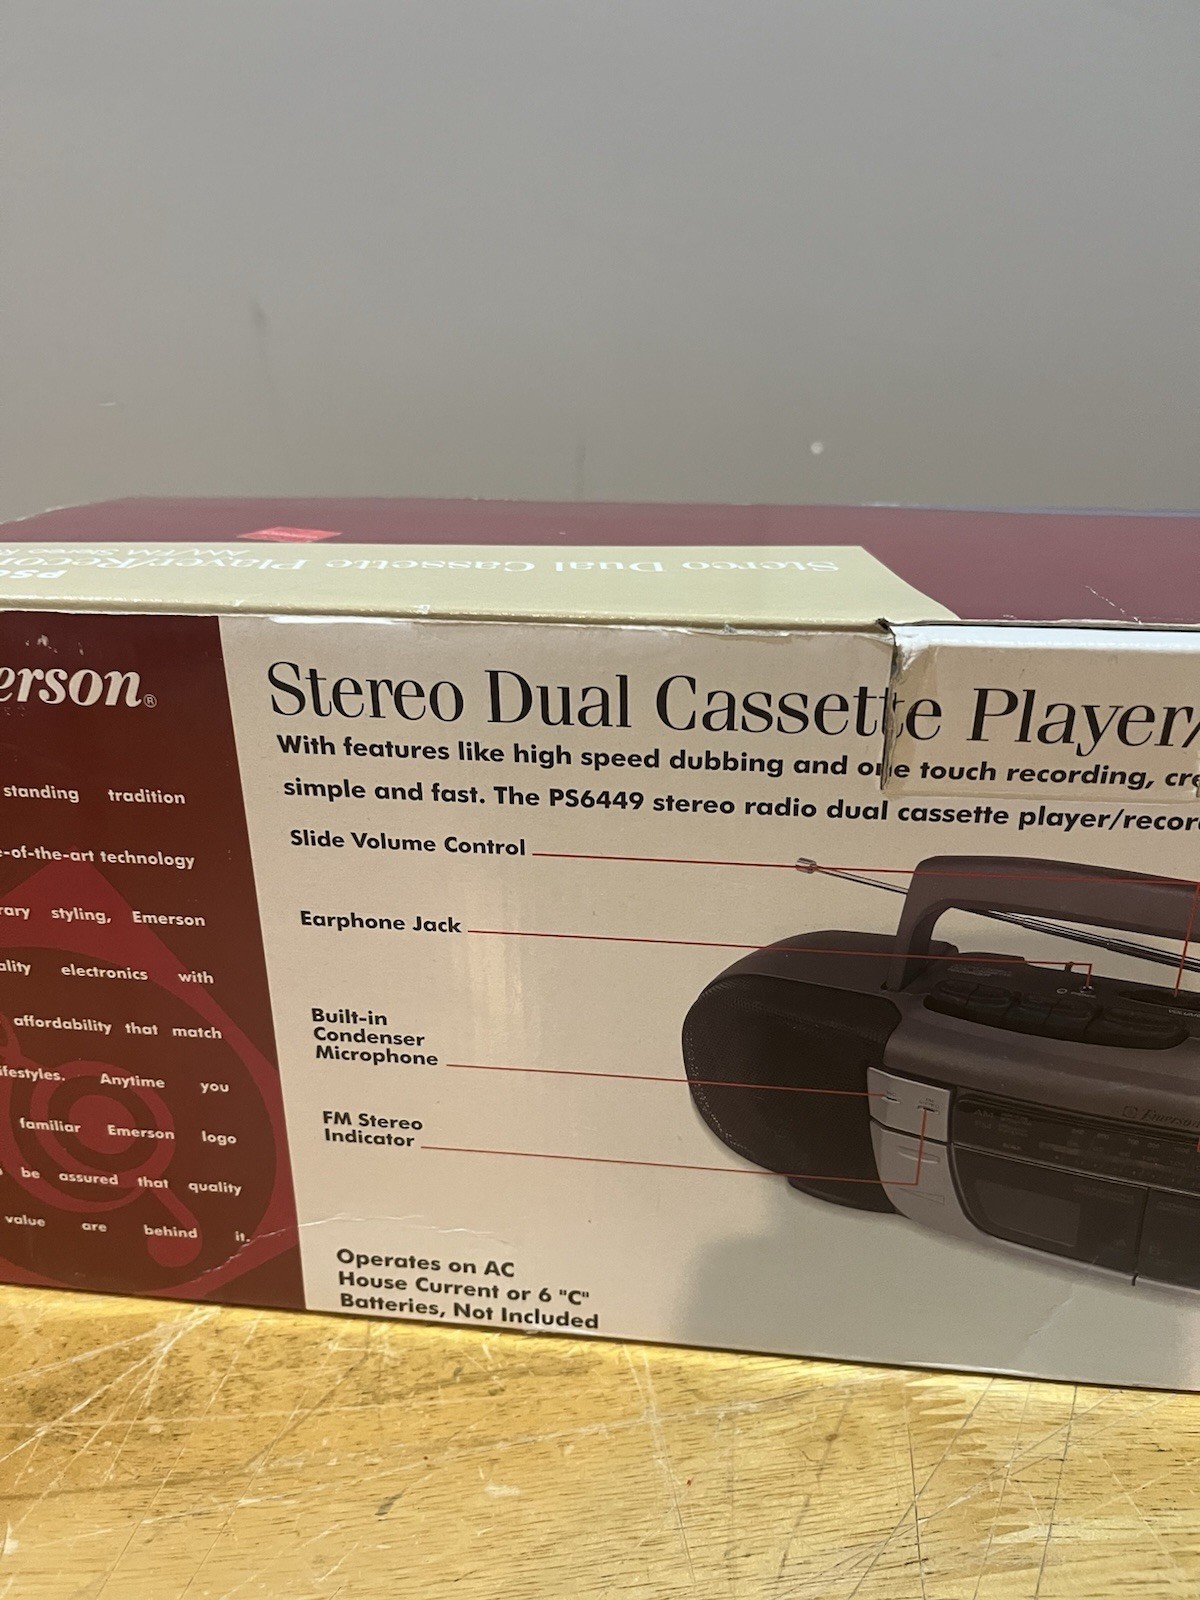 Stereo Dual Cassette Player/Recor
AM/FM Stereo R
erson®
standing tradition
-of-the-art technology
rary styling, Emerson
ality electronics with
affordability that match
ifestyles. Anytime you
familiar Emerson logo
be assured that quality
value are behind it.
Stereo Dual Cassette Player/
With features like high speed dubbing and one touch recording, cre
simple and fast. The PS6449 stereo radio dual cassette player/recor
Slide Volume Control
Earphone Jack
Built-in
Condenser
Microphone
FM Stereo
Indicator
Operates on AC
House Current or 6 "C"
Batteries, Not Included
Emerson